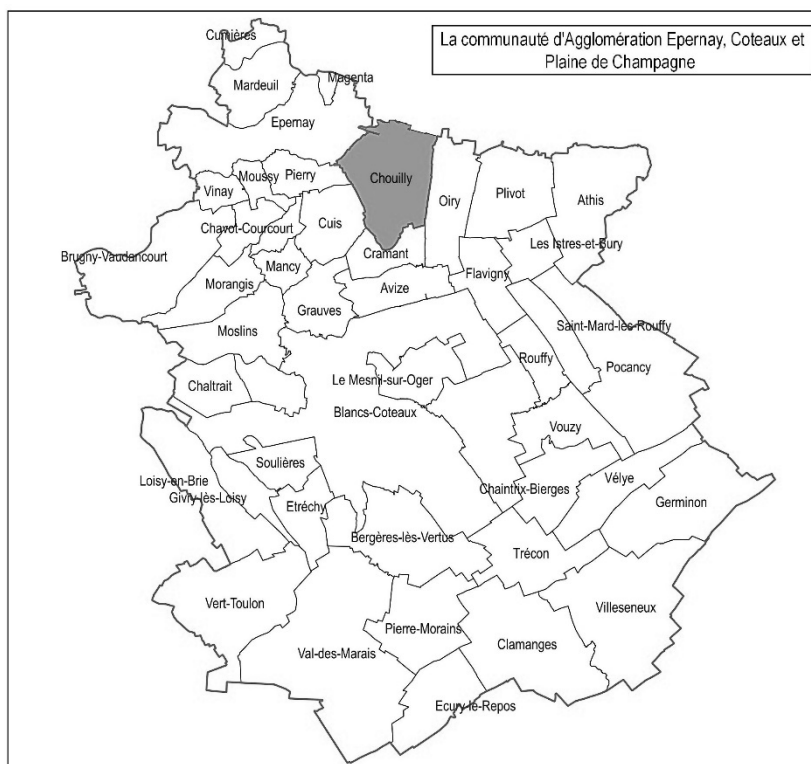 La communauté d'Agglomération Epernay, Coteaux et
Plaine de Champagne
Cumières
Mardeuil
Magenta
Epernay
Chouilly
Vinay
Moussy
Pierry
Oiry
Plivot
Athis
Chavot-Courcourt
Cuis
Les Istres-et-Bury
Brugny-Vaudancourt
Cramant
Mancy
Flavigny
Morangis
Avize
Grauves
Moslins
Saint-Mard-lès-Rouffy
Rouffy
Pocancy
Chaltrait
Le Mesnil-sur-Oger
Blancs-Coteaux
Vouzy
Soulières
Loisy-en-Brie
Givry-lès-Loisy
Chaintrix-Bierges
Vélye
Germinon
Etréchy
Bergères-lès-Vertus
Trécon
Vert-Toulon
Villeseneux
Pierre-Morains
Clamanges
Val-des-Marais
Ecury-le-Repos